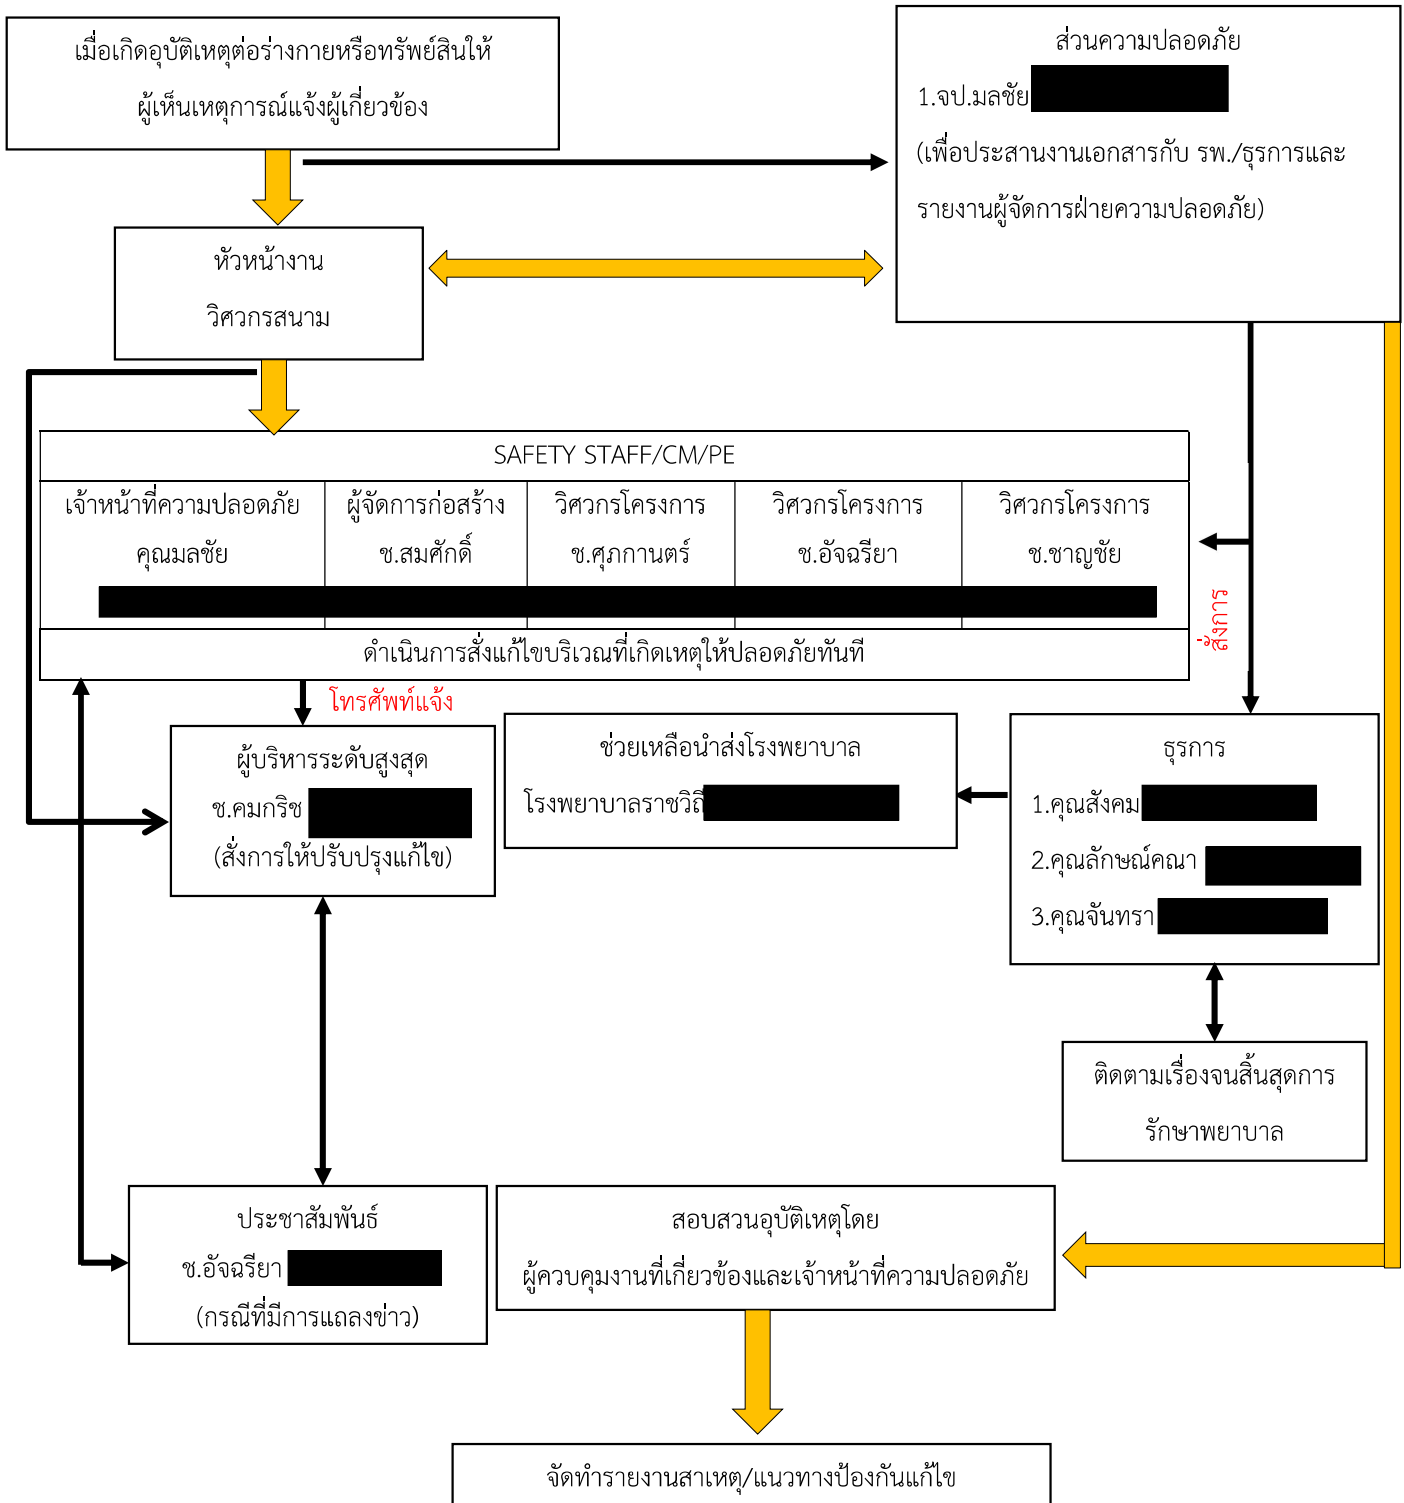 เมื่อเกิดอุบัติเหตุต่อร่างกายหรือทรัพย์สินให้
ผู้เห็นเหตุการณ์แจ้งผู้เกี่ยวข้อง
ส่วนความปลอดภัย
1.จป.มลชัย
(เพื่อประสานงานเอกสารกับ รพ./ธุรการและ
รายงานผู้จัดการฝ่ายความปลอดภัย)
หัวหน้างาน
วิศวกรสนาม
SAFETY STAFF/CM/PE
เจ้าหน้าที่ความปลอดภัย
คุณมลชัย
ผู้จัดการก่อสร้าง
ช.สมศักดิ์
วิศวกรโครงการ
ช.ศุภกานตร์
วิศวกรโครงการ
ช.อัจฉรียา
วิศวกรโครงการ
ช.ชาญชัย
ดำเนินการสั่งแก้ไขบริเวณที่เกิดเหตุให้ปลอดภัยทันที
สั่งการ
โทรศัพท์แจ้ง
ผู้บริหารระดับสูงสุด
ช.คมกริช
(สั่งการให้ปรับปรุงแก้ไข)
ช่วยเหลือนำส่งโรงพยาบาล
โรงพยาบาลราชวิถี
ธุรการ
1.คุณสังคม
2.คุณลักษณ์คณา
3.คุณจันทรา
ติดตามเรื่องจนสิ้นสุดการ
รักษาพยาบาล
ประชาสัมพันธ์
ช.อัจฉรียา
(กรณีที่มีการแถลงข่าว)
สอบสวนอุบัติเหตุโดย
ผู้ควบคุมงานที่เกี่ยวข้องและเจ้าหน้าที่ความปลอดภัย
จัดทำรายงานสาเหตุ/แนวทางป้องกันแก้ไข